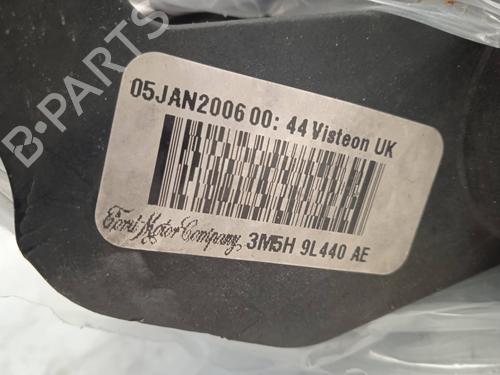 B-PARTS
05JAN2006 00: 44 Visteon UK
Ford Motor Company, 3M5H 9L440 AE